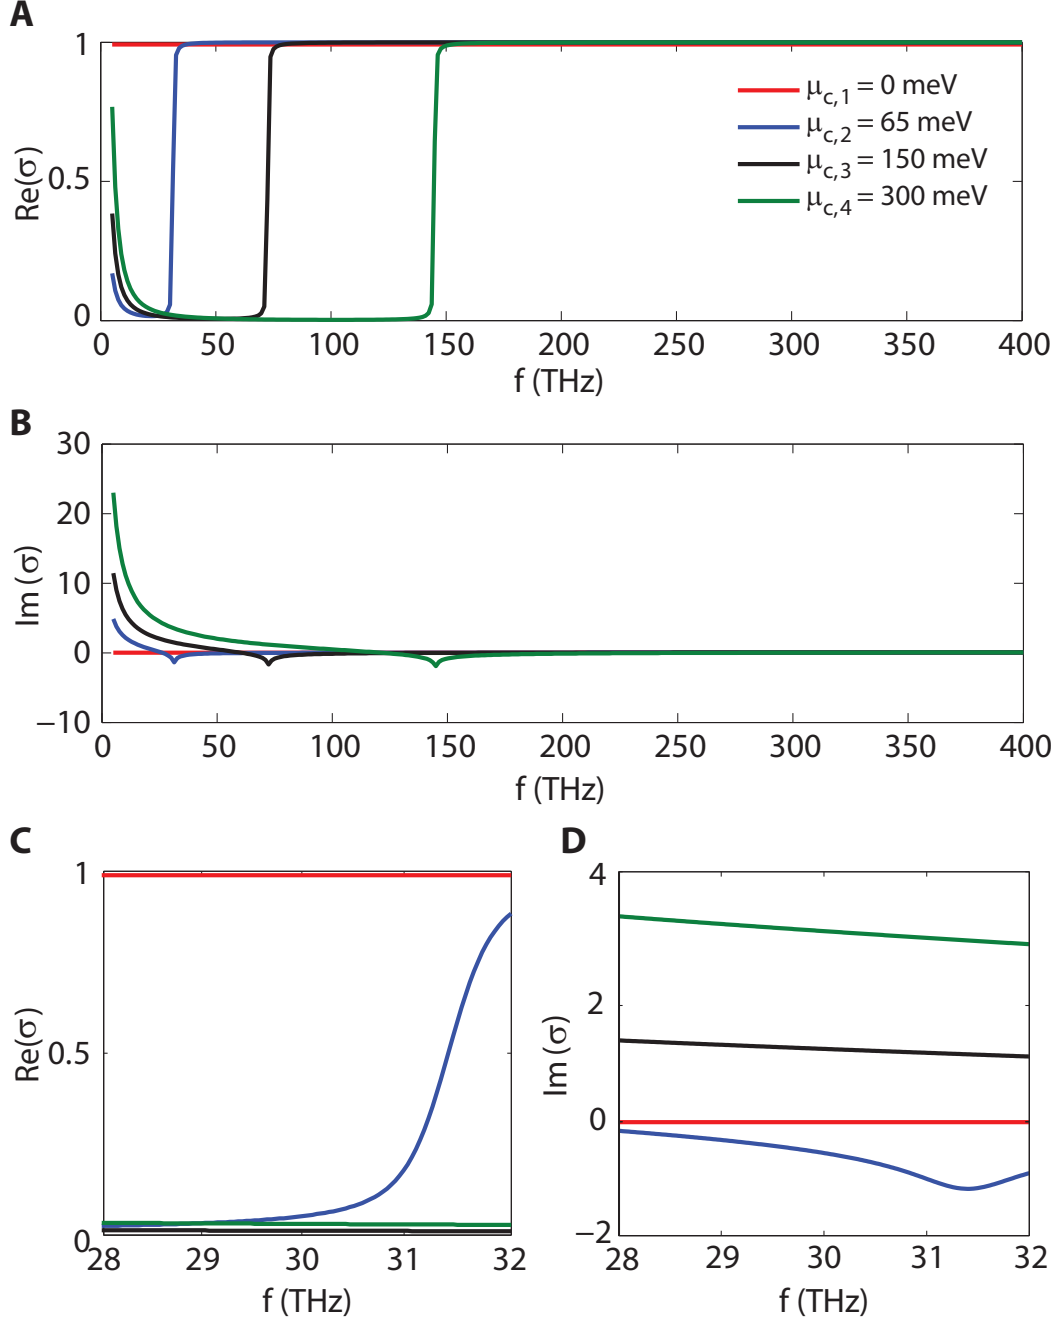 A
1
0.5
0
Re(σ)
μc,1 = 0 meV
μc,2 = 65 meV
μc,3 = 150 meV
μc,4 = 300 meV
0 50 100 150 200 250 300 350 400
f (THz)
B
30
20
10
0
−10
Im (σ)
0 50 100 150 200 250 300 350 400
f (THz)
C
1
0.5
0
Re(σ)
28 29 30 31 32
f (THz)
D
4
2
0
−2
Im (σ)
28 29 30 31 32
f (THz)